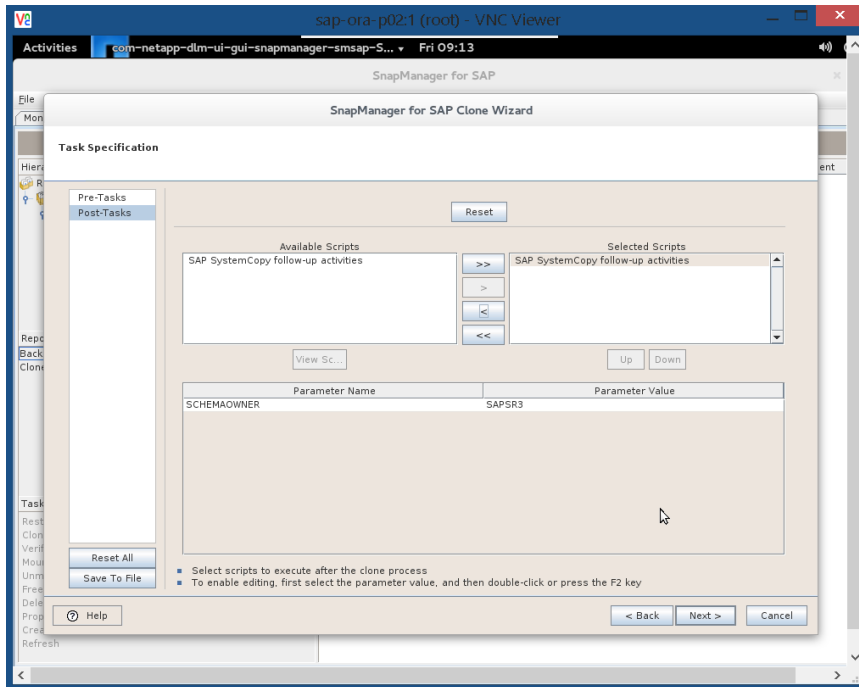 sap-ora-p02:1 (root) - VNC Viewer
Activities com-netapp-dlm-ui-gui-snapmanager-smsap-S... Fri 09:13
SnapManager for SAP
File
Mon
SnapManager for SAP Clone Wizard
Task Specification
Hiera
ent
R
Pre-Tasks
Post-Tasks
Reset
Available Scripts
Selected Scripts
SAP SystemCopy follow-up activities
SAP SystemCopy follow-up activities
>>
>
<
<<
View Sc...
Up Down
Repo
Back
Clone
Parameter Name Parameter Value
SCHEMAOWNER SAPSR3
Task
Rest
Clon
Verif
Mou
Unm
Free
Dele
Prop
Crea
Refresh
Reset All
Save To File
Select scripts to execute after the clone process
To enable editing, first select the parameter value, and then double-click or press the F2 key
Help
< Back Next > Cancel